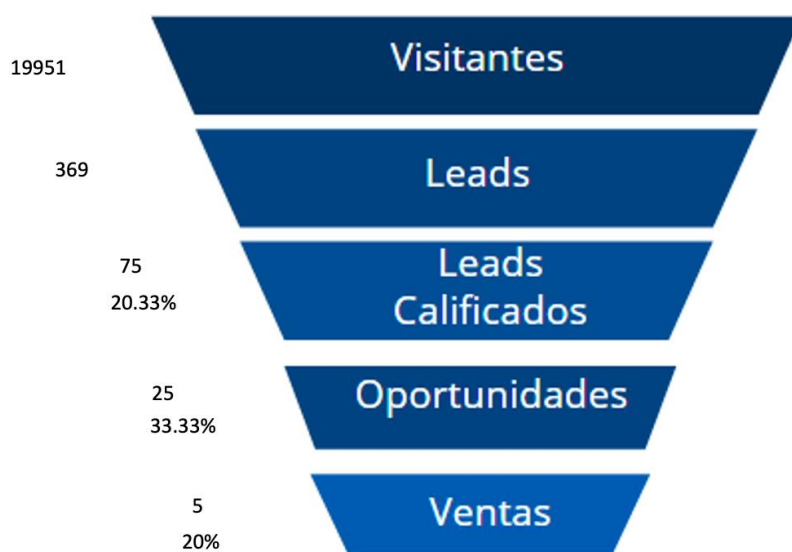 Visitantes
19951
Leads
369
Leads
Calificados
75
20.33%
Oportunidades
25
33.33%
Ventas
5
20%